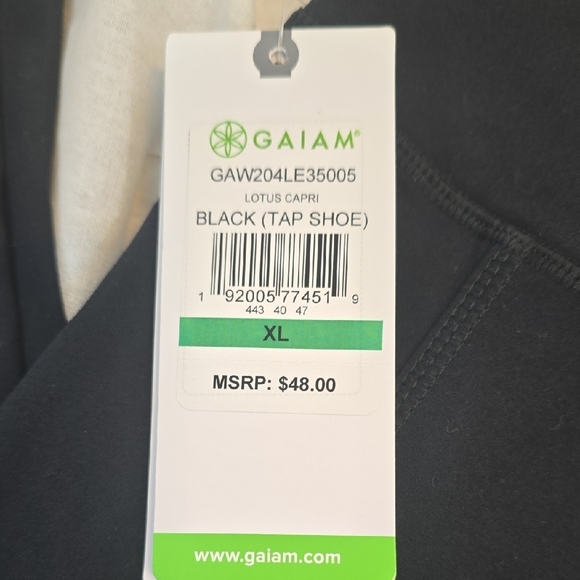 GAIAM®
GAW204LE35005
LOTUS CAPRI
BLACK (TAP SHOE)
1 92005 77451 9
443 40 47
XL
MSRP: $48.00
www.gaiam.com